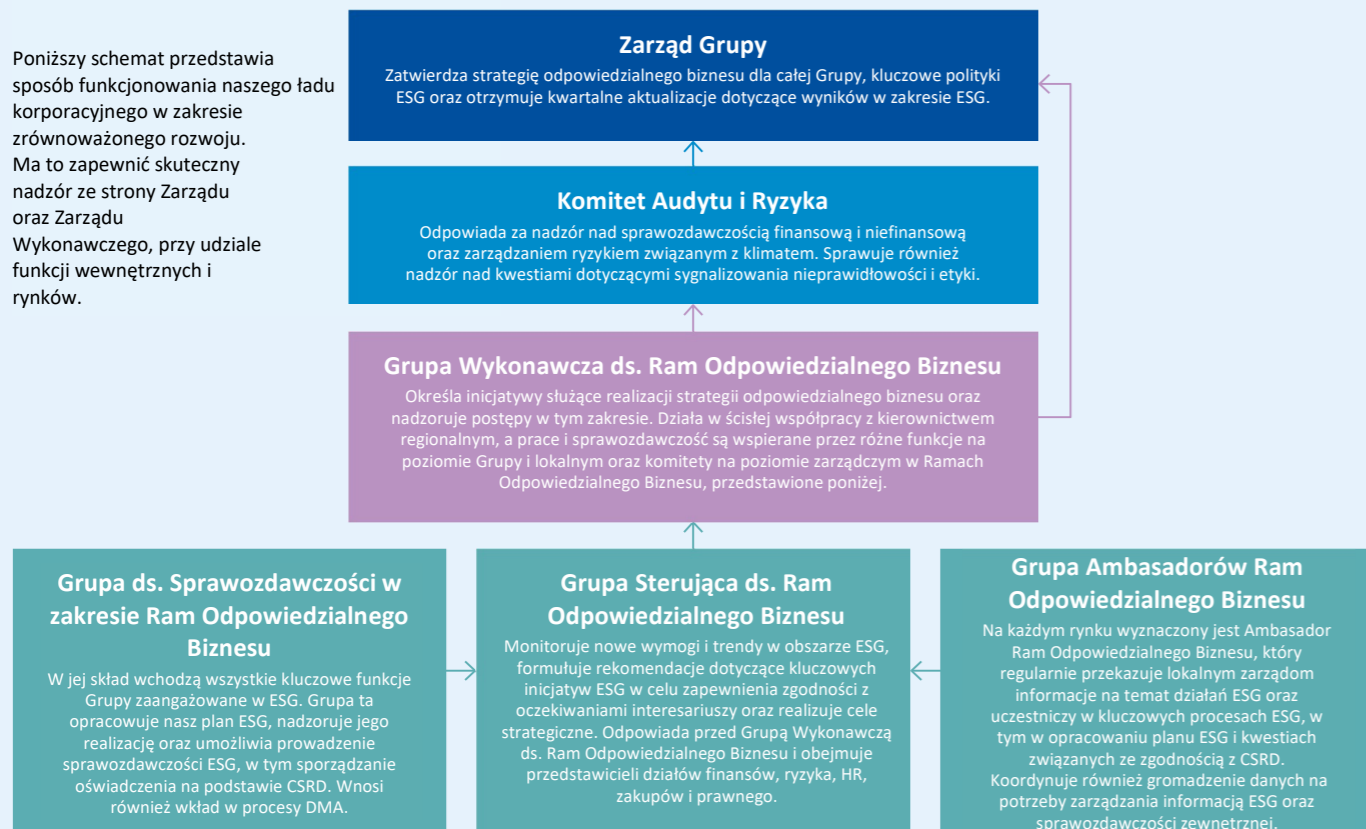 Poniższy schemat przedstawia
sposób funkcjonowania naszego ładu
korporacyjnego w zakresie
zrównoważonego rozwoju.
Ma to zapewnić skuteczny
nadzór ze strony Zarządu
oraz Zarządu
Wykonawczego, przy udziale
funkcji wewnętrznych i
rynków.
Zarząd Grupy
Zatwierdza strategię odpowiedzialnego biznesu dla całej Grupy, kluczowe polityki
ESG oraz otrzymuje kwartalne aktualizacje dotyczące wyników w zakresie ESG.
Komitet Audytu i Ryzyka
Odpowiada za nadzór nad sprawozdawczością finansową i niefinansową
oraz zarządzaniem ryzykiem związanym z klimatem. Sprawuje również
nadzór nad kwestiami dotyczącymi sygnalizowania nieprawidłowości i etyki.
Grupa Wykonawcza ds. Ram Odpowiedzialnego Biznesu
Określa inicjatywy służące realizacji strategii odpowiedzialnego biznesu oraz
nadzoruje postępy w tym zakresie. Działa w ścisłej współpracy z kierownictwem
regionalnym, a prace i sprawozdawczość są wspierane przez różne funkcje na
poziomie Grupy i lokalnym oraz komitety na poziomie zarządczym w Ramach
Odpowiedzialnego Biznesu, przedstawione poniżej.
Grupa ds. Sprawozdawczości w
zakresie Ram Odpowiedzialnego
Biznesu
W jej skład wchodzą wszystkie kluczowe funkcje
Grupy zaangażowane w ESG. Grupa ta
opracowuje nasz plan ESG, nadzoruje jego
realizację oraz umożliwia prowadzenie
sprawozdawczości ESG, w tym sporządzanie
oświadczenia na podstawie CSRD. Wnosi
również wkład w procesy DMA.
Grupa Sterująca ds. Ram
Odpowiedzialnego Biznesu
Monitoruje nowe wymogi i trendy w obszarze ESG,
formułuje rekomendacje dotyczące kluczowych
inicjatyw ESG w celu zapewnienia zgodności z
oczekiwaniami interesariuszy oraz realizuje cele
strategiczne. Odpowiada przed Grupą Wykonawczą
ds. Ram Odpowiedzialnego Biznesu i obejmuje
przedstawicieli działów finansów, ryzyka, HR,
zakupów i prawnego.
Grupa Ambasadorów Ram
Odpowiedzialnego Biznesu
Na każdym rynku wyznaczony jest Ambasador
Ram Odpowiedzialnego Biznesu, który
regularnie przekazuje lokalnym zarządom
informacje na temat działań ESG oraz
uczestniczy w kluczowych procesach ESG, w
tym w opracowaniu planu ESG i kwestiach
związanych ze zgodnością z CSRD.
Koordynuje również gromadzenie danych na
potrzeby zarządzania informacją ESG oraz
sprawozdawczości zewnętrznej.